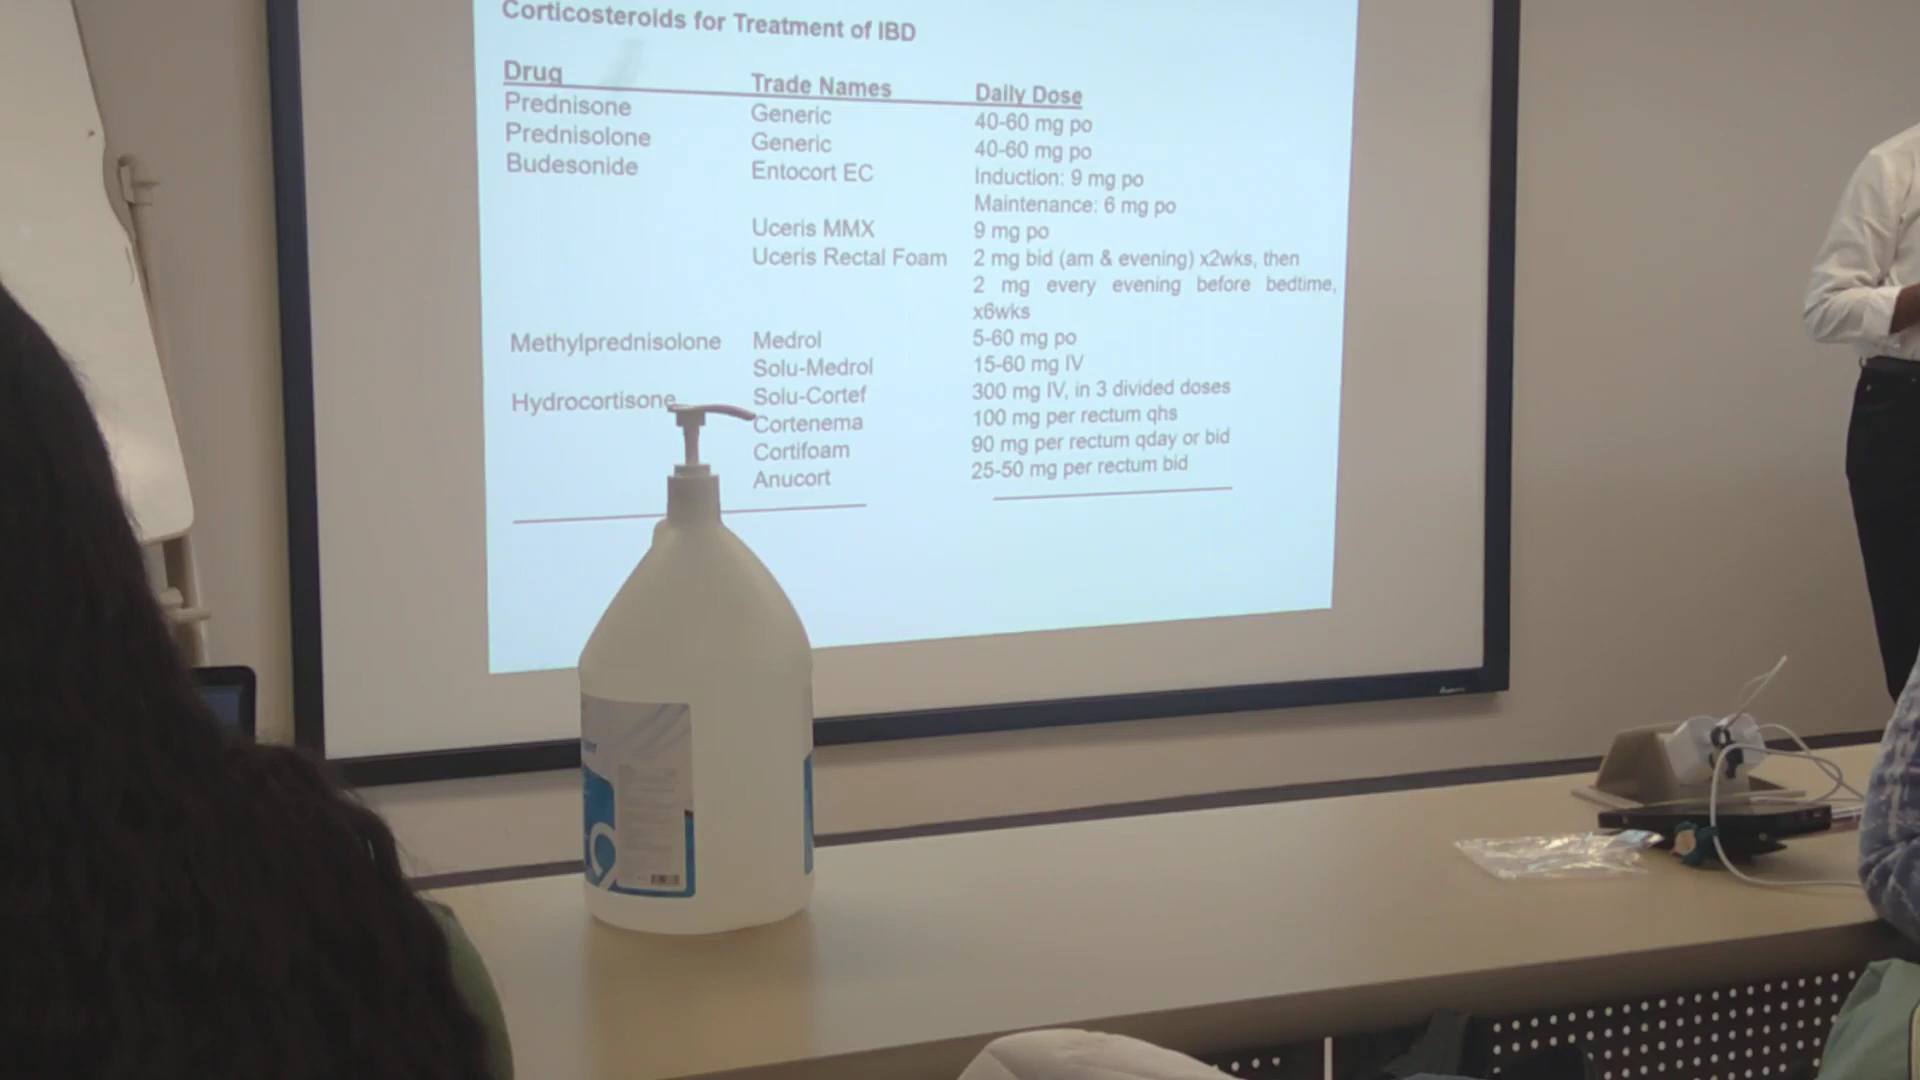 Corticosteroids for Treatment of IBD
Drug Trade Names Daily Dose
Prednisone Generic 40-60 mg po
Prednisolone Generic 40-60 mg po
Budesonide Entocort EC Induction: 9 mg po
Maintenance: 6 mg po
Uceris MMX 9 mg po
Uceris Rectal Foam 2 mg bid (am & evening) x2wks, then
2 mg every evening before bedtime,
x6wks
Methylprednisolone Medrol 5-60 mg po
Solu-Medrol 15-60 mg IV
Hydrocortisone Solu-Cortef 300 mg IV, in 3 divided doses
Cortenema 100 mg per rectum qhs
Cortifoam 90 mg per rectum qday or bid
Anucort 25-50 mg per rectum bid